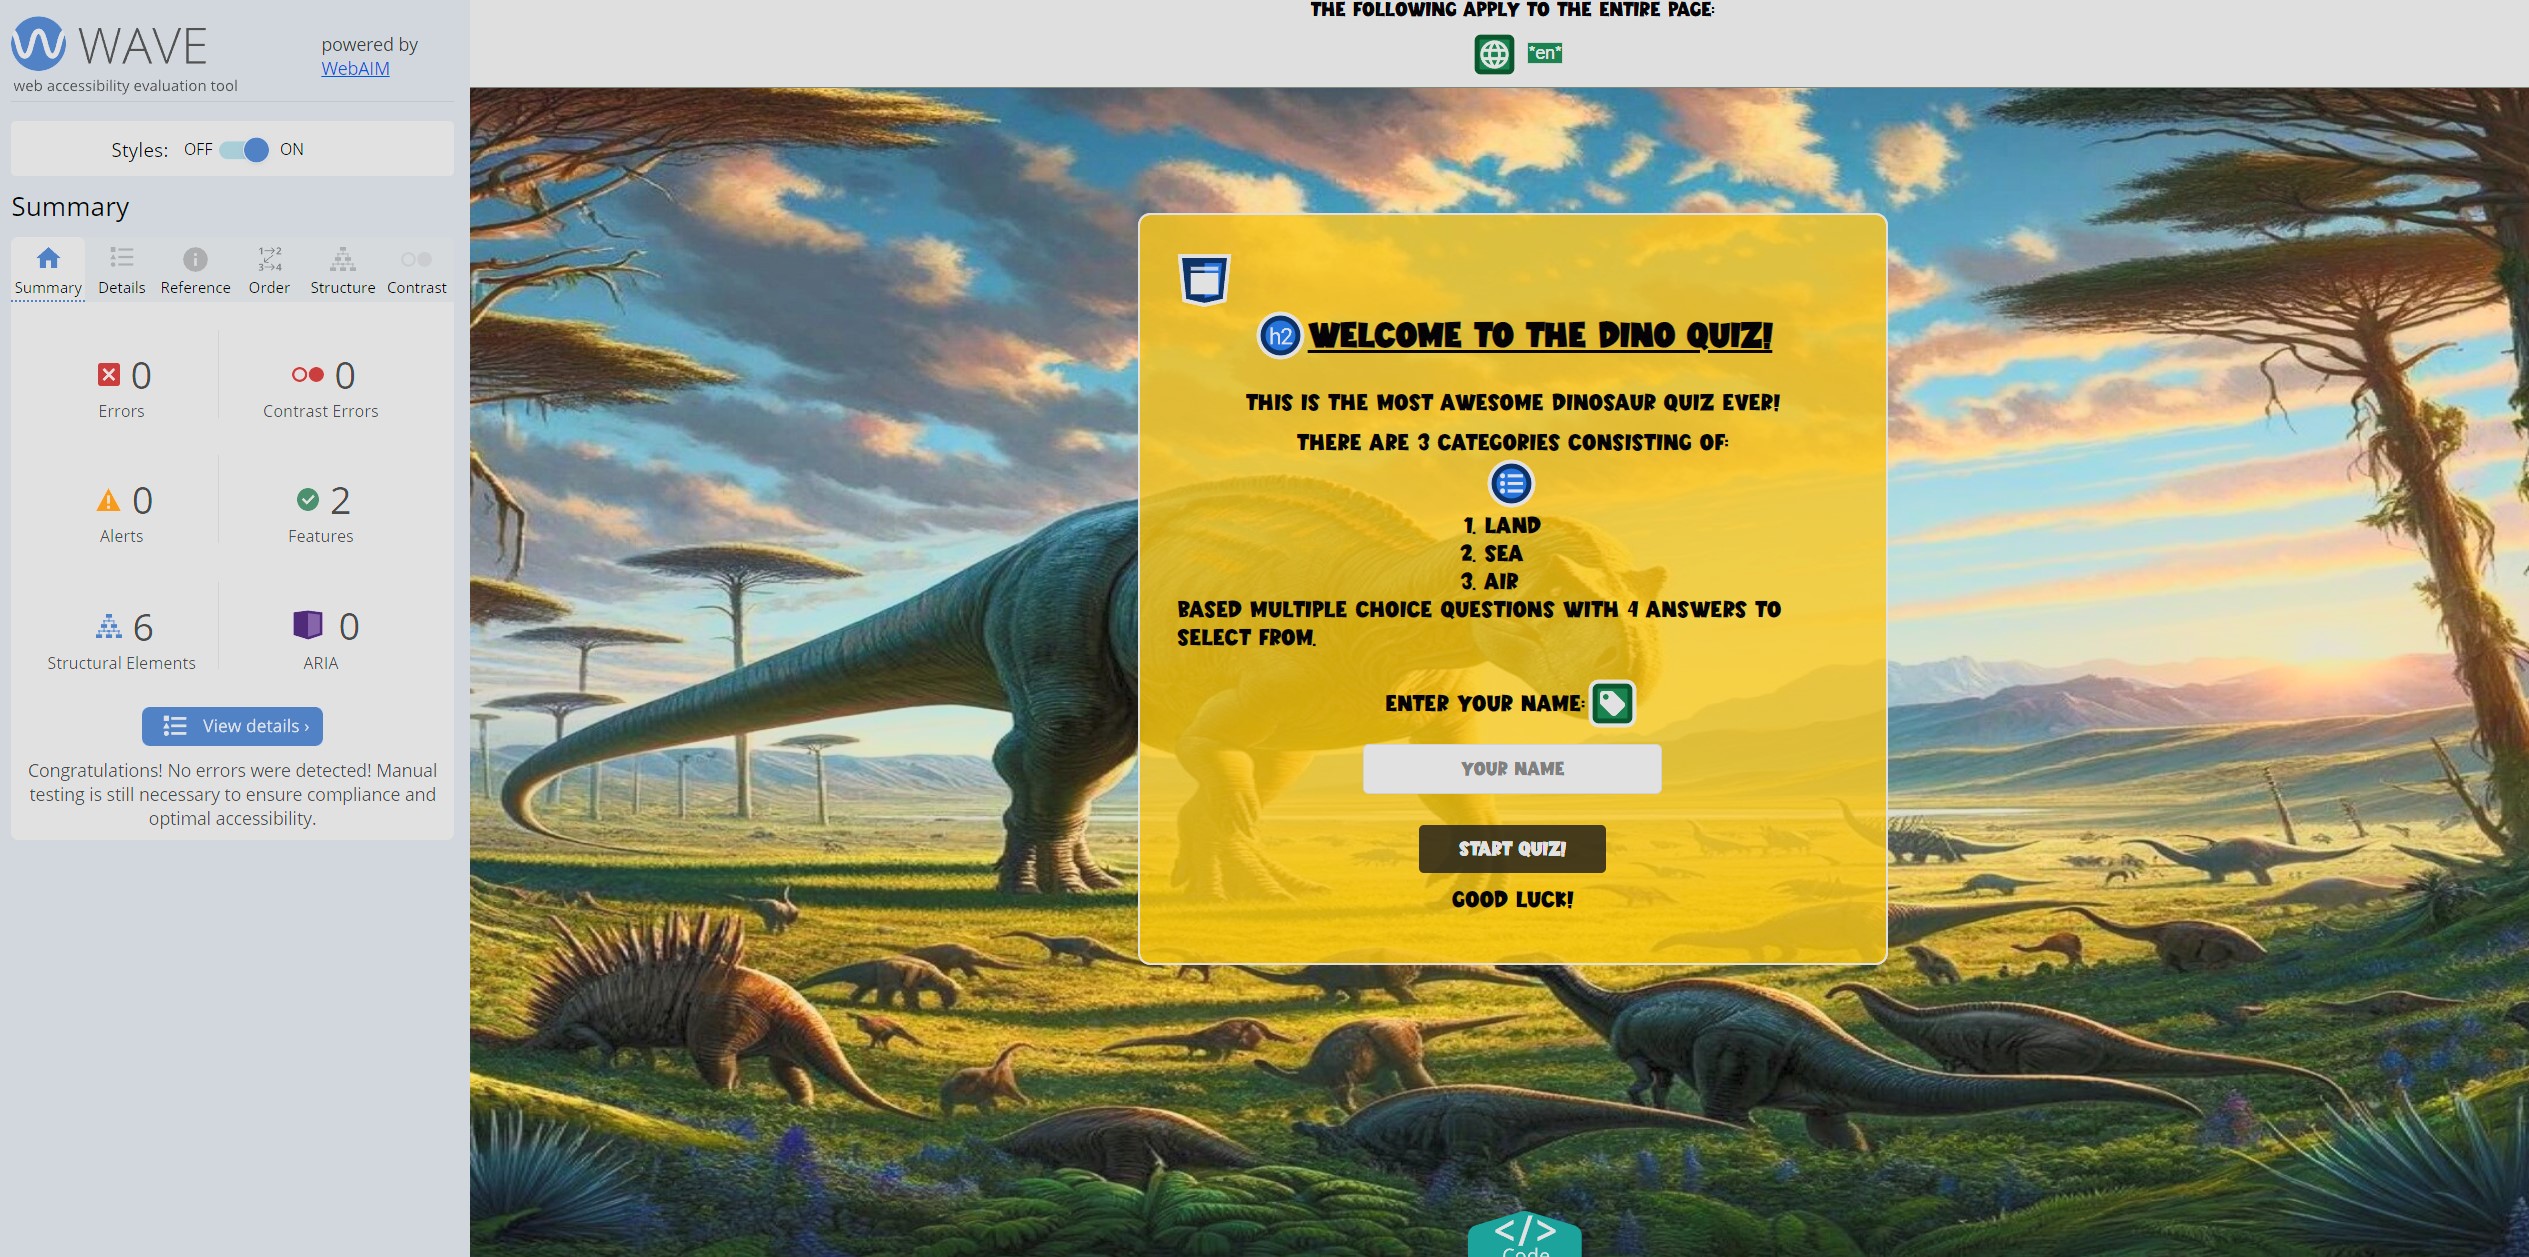 WAVE
powered by
WebAIM
web accessibility evaluation tool
Styles: OFF ON
Summary
Summary Details Reference Order Structure Contrast
0 0
Errors Contrast Errors
0 2
Alerts Features
6 0
Structural Elements ARIA
View details ›
Congratulations! No errors were detected! Manual
testing is still necessary to ensure compliance and
optimal accessibility.
THE FOLLOWING APPLY TO THE ENTIRE PAGE:
*en*
h2 WELCOME TO THE DINO QUIZ!
THIS IS THE MOST AWESOME DINOSAUR QUIZ EVER!
THERE ARE 3 CATEGORIES CONSISTING OF:
1. LAND
2. SEA
3. AIR
BASED MULTIPLE CHOICE QUESTIONS WITH 4 ANSWERS TO
SELECT FROM.
ENTER YOUR NAME:
YOUR NAME
START QUIZ!
GOOD LUCK!
</>
Code